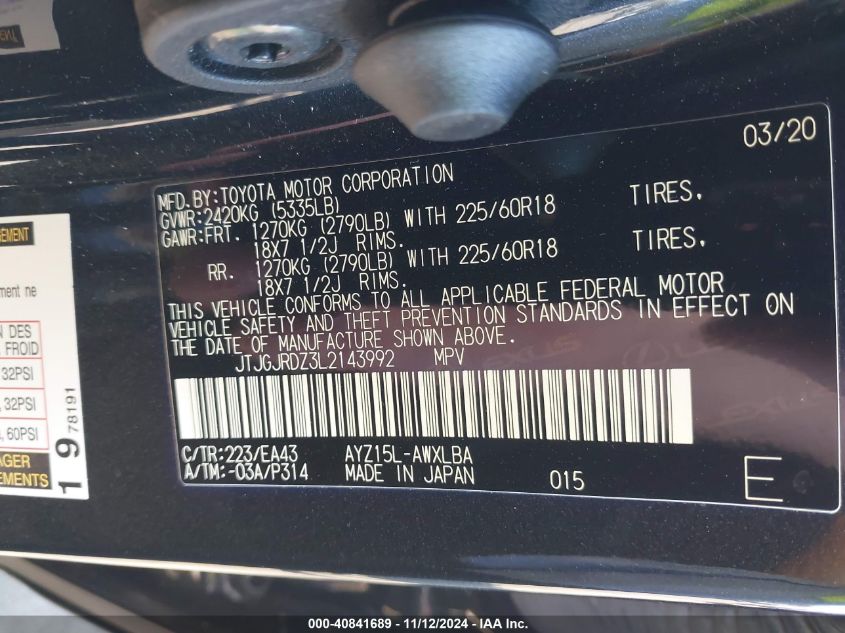 03/20
MFD.BY:TOYOTA MOTOR CORPORATION
GVWR:2420KG (5335LB)
GAWR:FRT. 1270KG (2790LB) WITH 225/60R18 TIRES.
18X7 1/2J RIMS.
RR. 1270KG (2790LB) WITH 225/60R18 TIRES.
18X7 1/2J RIMS.
THIS VEHICLE CONFORMS TO ALL APPLICABLE FEDERAL MOTOR
VEHICLE SAFETY AND THEFT PREVENTION STANDARDS IN EFFECT ON
THE DATE OF MANUFACTURE SHOWN ABOVE.
JTJGJRDZ3L2143992 MPV
C/TR:223/EA43 AYZ15L-AWXLBA
A/TM:-03A/P314 MADE IN JAPAN 015 E
ne
DES
FROID
32PSI
32PSI
60PSI
1978191
000-40841689 - 11/12/2024 - IAA Inc.